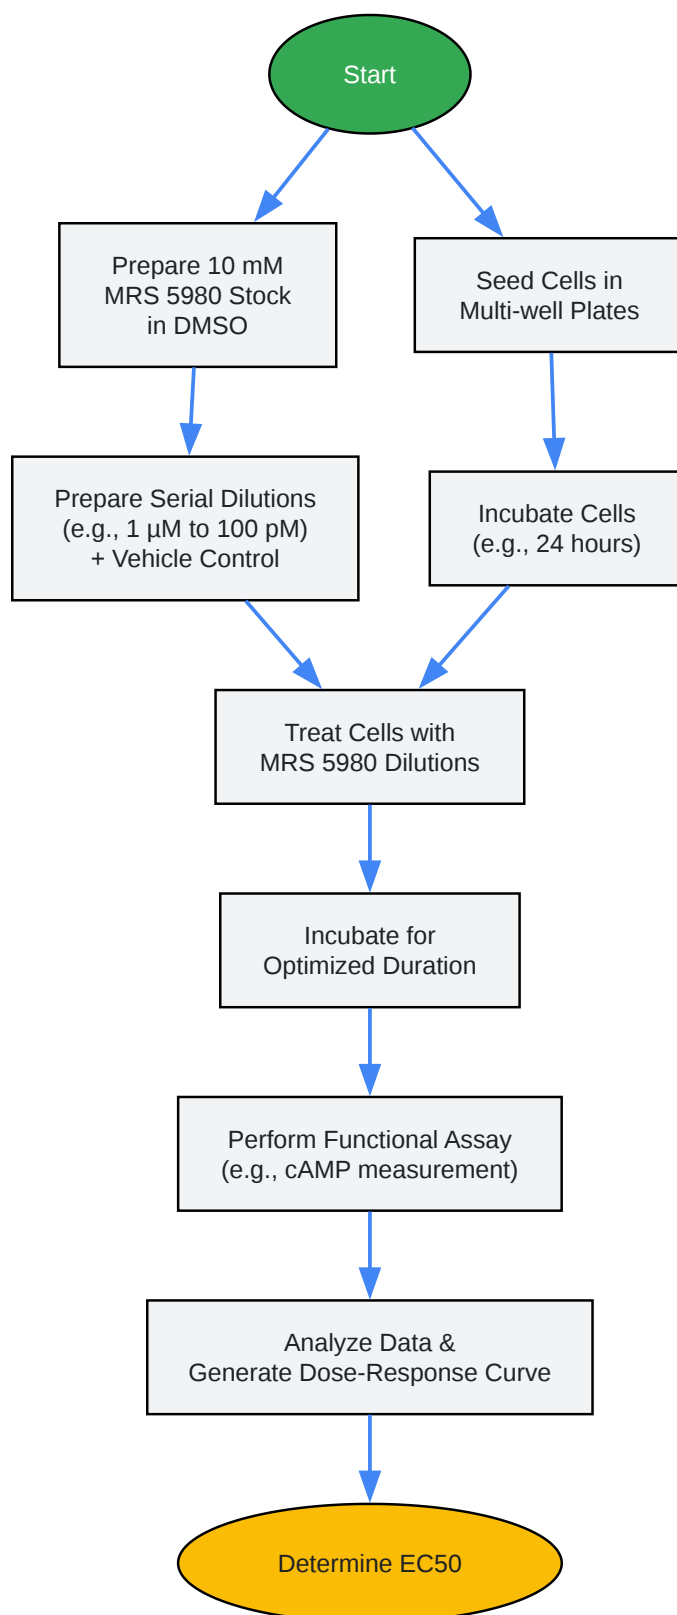 Start
Prepare 10 mM
MRS 5980 Stock
in DMSO
Seed Cells in
Multi-well Plates
Prepare Serial Dilutions
(e.g., 1 µM to 100 pM)
+ Vehicle Control
Incubate Cells
(e.g., 24 hours)
Treat Cells with
MRS 5980 Dilutions
Incubate for
Optimized Duration
Perform Functional Assay
(e.g., cAMP measurement)
Analyze Data &
Generate Dose-Response Curve
Determine EC50